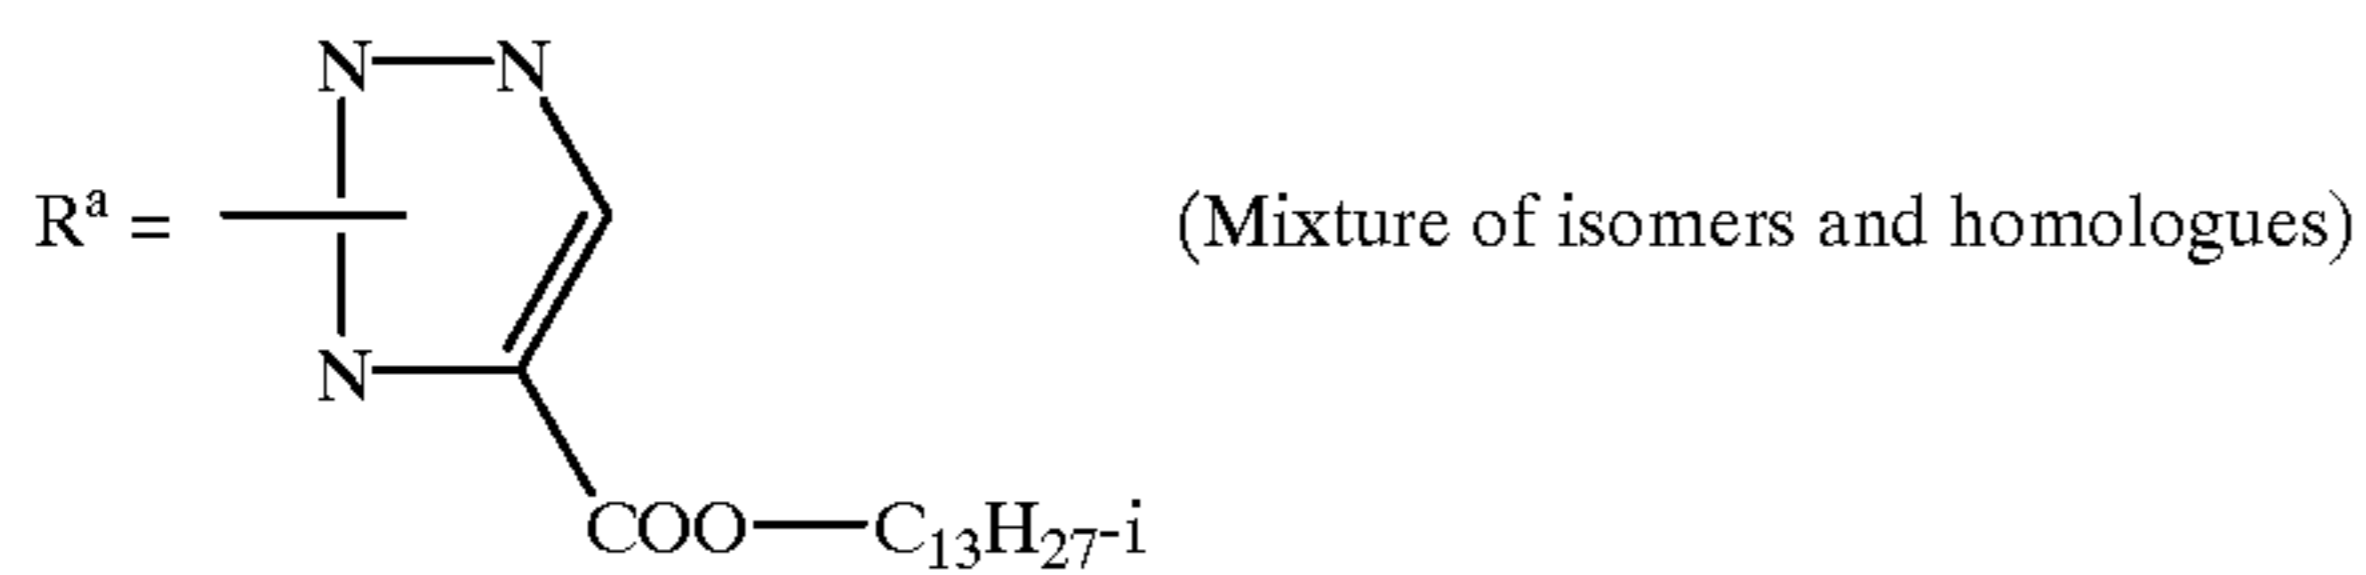 N N
Rᵃ = (Mixture of isomers and homologues)
N
COO—C₁₃H₂₇-i